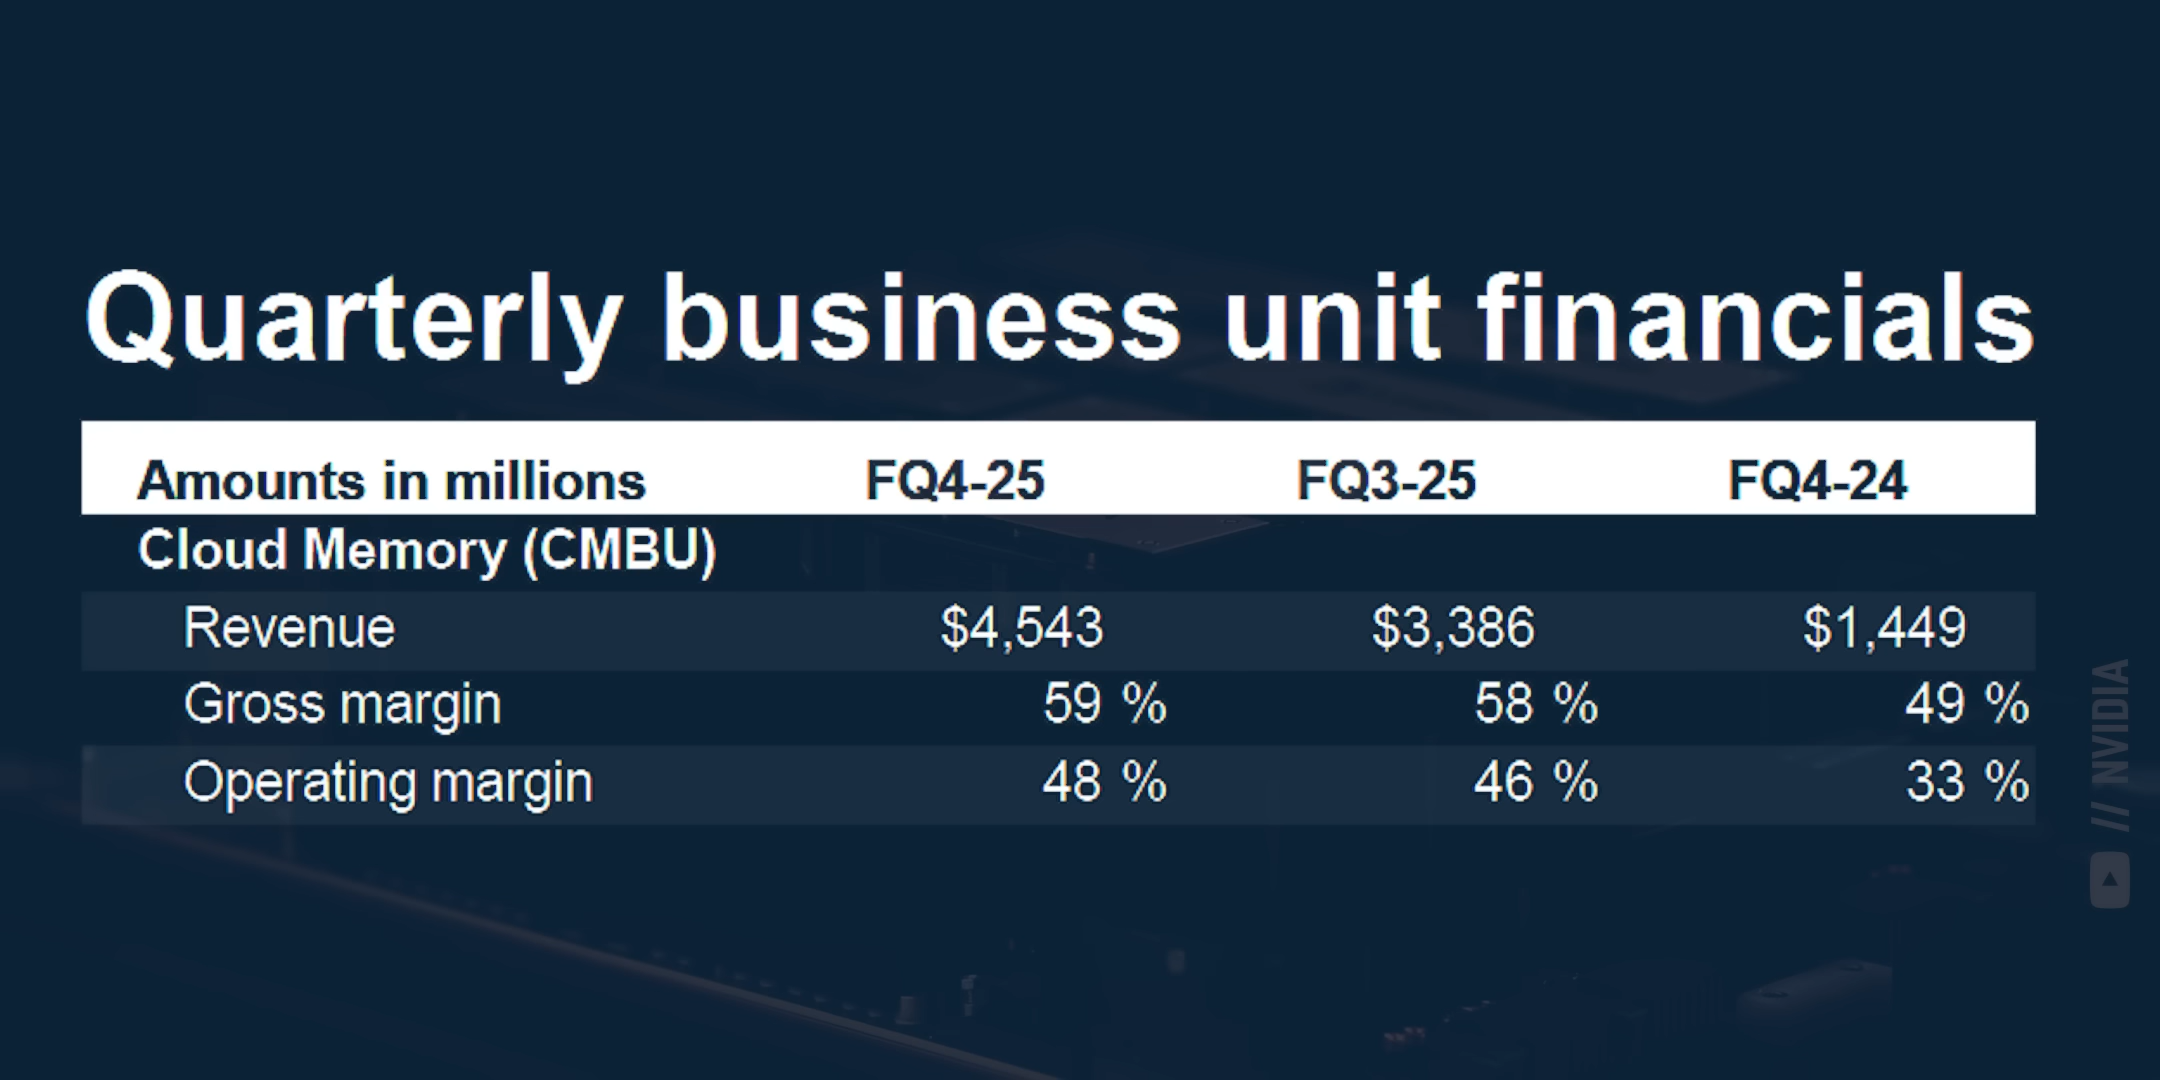 Quarterly business unit financials
Amounts in millions FQ4-25 FQ3-25 FQ4-24
Cloud Memory (CMBU)
Revenue $4,543 $3,386 $1,449
Gross margin 59 % 58 % 49 %
Operating margin 48 % 46 % 33 %
// NVIDIA